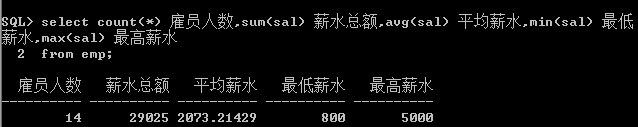 SQL> select count(*) 雇员人数,sum(sal) 薪水总额,avg(sal) 平均薪水,min(sal) 最低
薪水,max(sal) 最高薪水
2 from emp;
雇员人数 薪水总额 平均薪水 最低薪水 最高薪水
---------- ---------- ---------- ---------- ----------
14 29025 2073.21429 800 5000